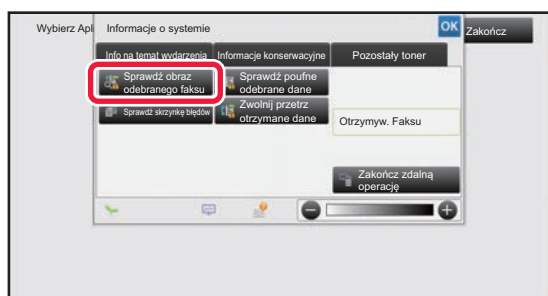 Wybierz Apl
Informacje o systemie
OK
Zakończ
Info na temat wydarzenia
Informacje konserwacyjne
Pozostały toner
Sprawdź obraz
odebranego faksu
Sprawdź poufne
odebrane dane
Sprawdź skrzynkę błędów
Zwolnij przetrz
otrzymane dane
Otrzymyw. Faksu
Zakończ zdalną
operację